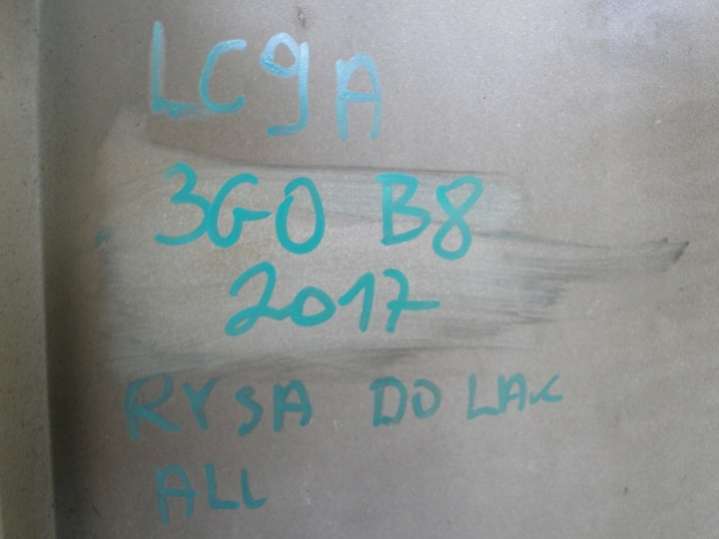 LC9A
3G0 B8
2017
RYSA DO LAK
ALL